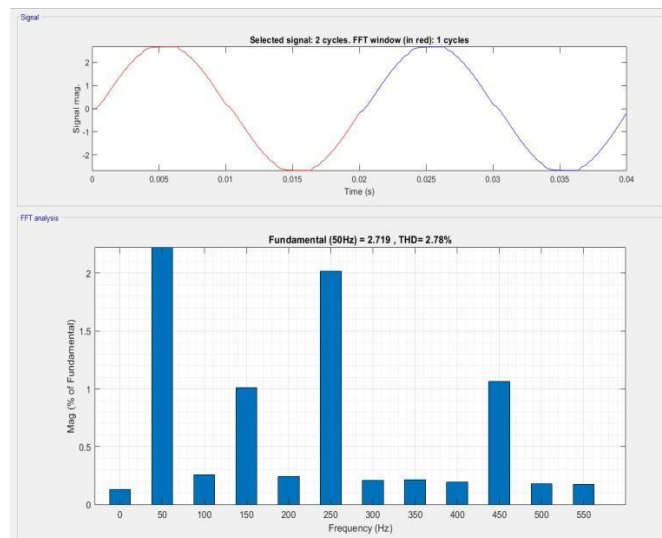 Signal
Selected signal: 2 cycles. FFT window (in red): 1 cycles
Signal mag.
2
1
0
-1
-2
0 0.005 0.01 0.015 0.02 0.025 0.03 0.035 0.04
Time (s)
FFT analysis
Fundamental (50Hz) = 2.719 , THD= 2.78%
Mag (% of Fundamental)
2
1.5
1
0.5
0
0 50 100 150 200 250 300 350 400 450 500 550
Frequency (Hz)